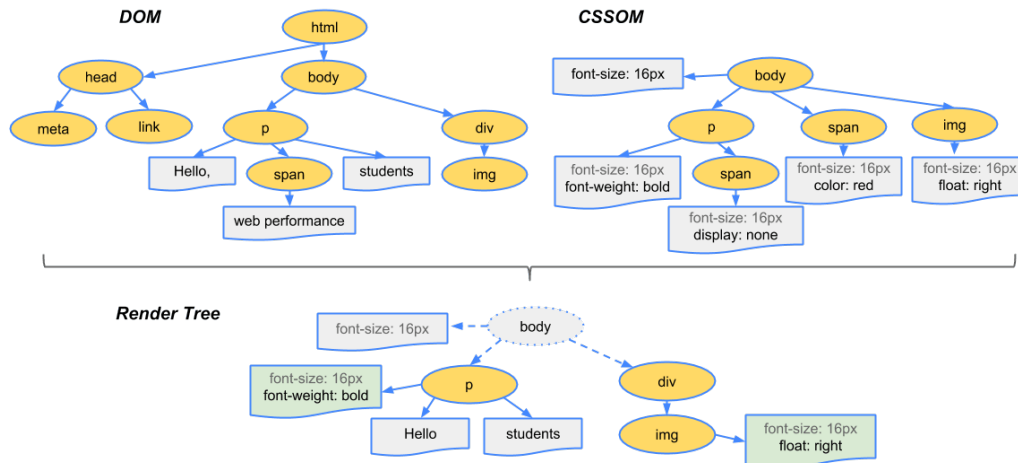 DOM
CSSOM
html
head
body
font-size: 16px
body
meta
link
p
div
p
span
img
Hello,
span
students
img
font-size: 16px
font-weight: bold
span
font-size: 16px
color: red
font-size: 16px
float: right
web performance
font-size: 16px
display: none
Render Tree
font-size: 16px
body
font-size: 16px
font-weight: bold
p
div
Hello
students
img
font-size: 16px
float: right